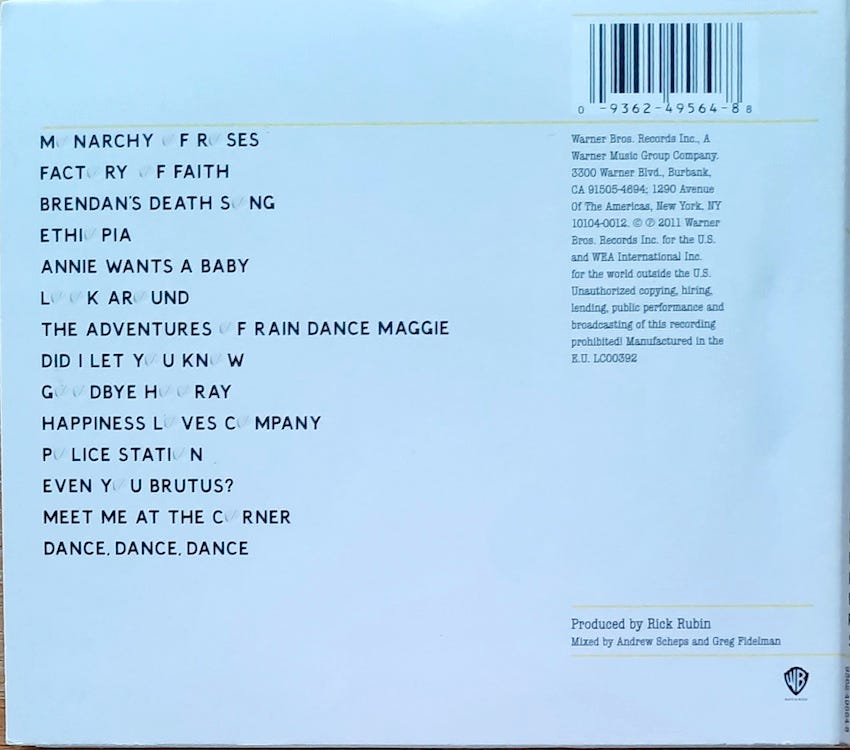 0 -9362-49564-8 8
MONARCHY OF ROSES
FACTORY OF FAITH
BRENDAN'S DEATH SONG
ETHIOPIA
ANNIE WANTS A BABY
LOOK AROUND
THE ADVENTURES OF RAIN DANCE MAGGIE
DID I LET YOU KNOW
GOODBYE HOORAY
HAPPINESS LOVES COMPANY
POLICE STATION
EVEN YOU BRUTUS?
MEET ME AT THE CORNER
DANCE, DANCE, DANCE
Warner Bros. Records Inc., A
Warner Music Group Company.
3300 Warner Blvd., Burbank,
CA 91505-4694; 1290 Avenue
Of The Americas, New York, NY
10104-0012. © ℗ 2011 Warner
Bros. Records Inc. for the U.S.
and WEA International Inc.
for the world outside the U.S.
Unauthorized copying, hiring,
lending, public performance and
broadcasting of this recording
prohibited! Manufactured in the
E.U. LC00392
Produced by Rick Rubin
Mixed by Andrew Scheps and Greg Fidelman
WB